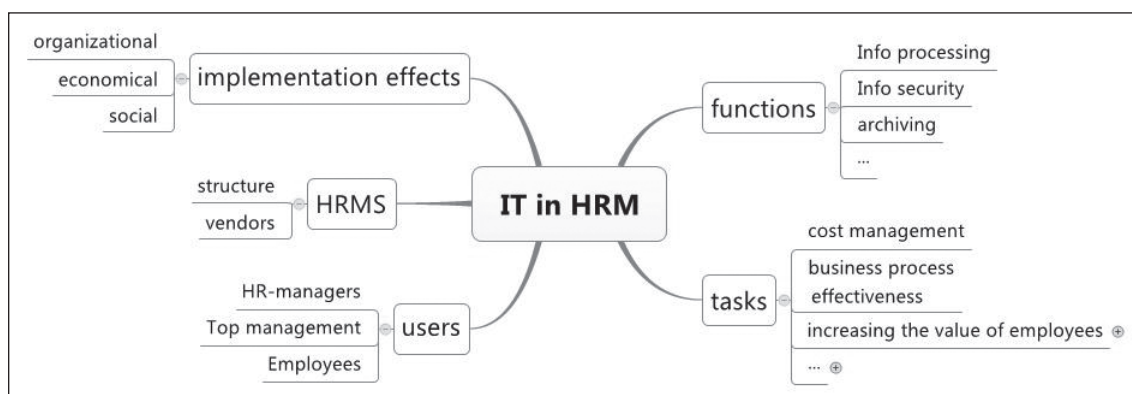 organizational
economical
social
implementation effects
structure
vendors
HRMS
HR-managers
Top management
Employees
users
IT in HRM
functions
Info processing
Info security
archiving
...
tasks
cost management
business process
effectiveness
increasing the value of employees
...